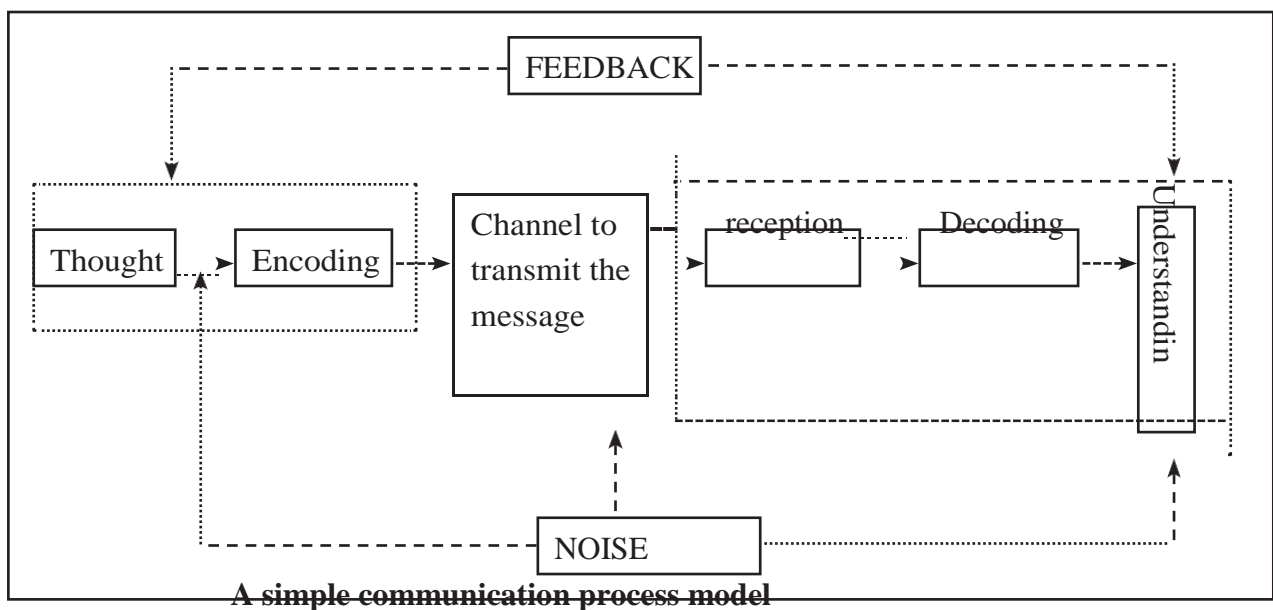 FEEDBACK
Thought
Encoding
Channel to
transmit the
message
reception
Decoding
Understandin
NOISE
A simple communication process model